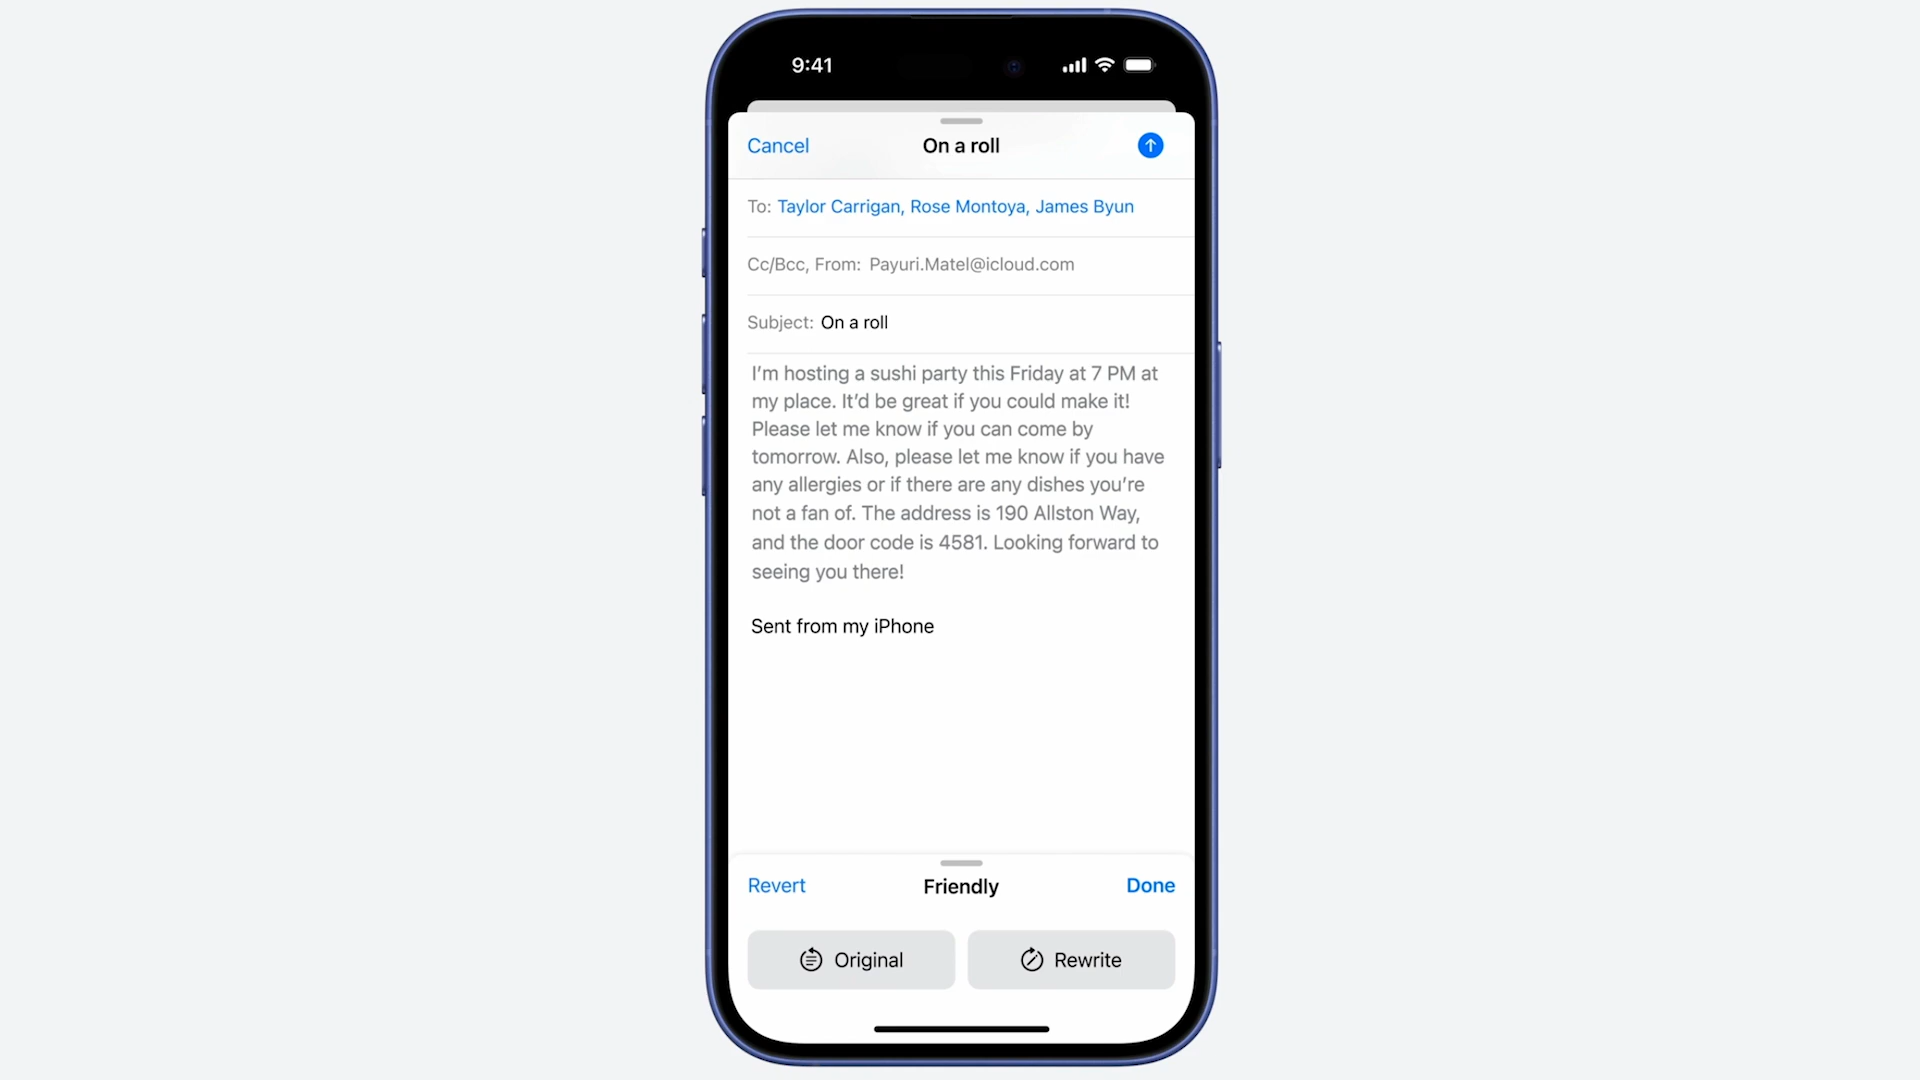 9:41
Cancel
On a roll
To: Taylor Carrigan, Rose Montoya, James Byun
Cc/Bcc, From: Payuri.Matel@icloud.com
Subject: On a roll
I’m hosting a sushi party this Friday at 7 PM at
my place. It’d be great if you could make it!
Please let me know if you can come by
tomorrow. Also, please let me know if you have
any allergies or if there are any dishes you’re
not a fan of. The address is 190 Allston Way,
and the door code is 4581. Looking forward to
seeing you there!
Sent from my iPhone
Revert
Friendly
Done
Original
Rewrite